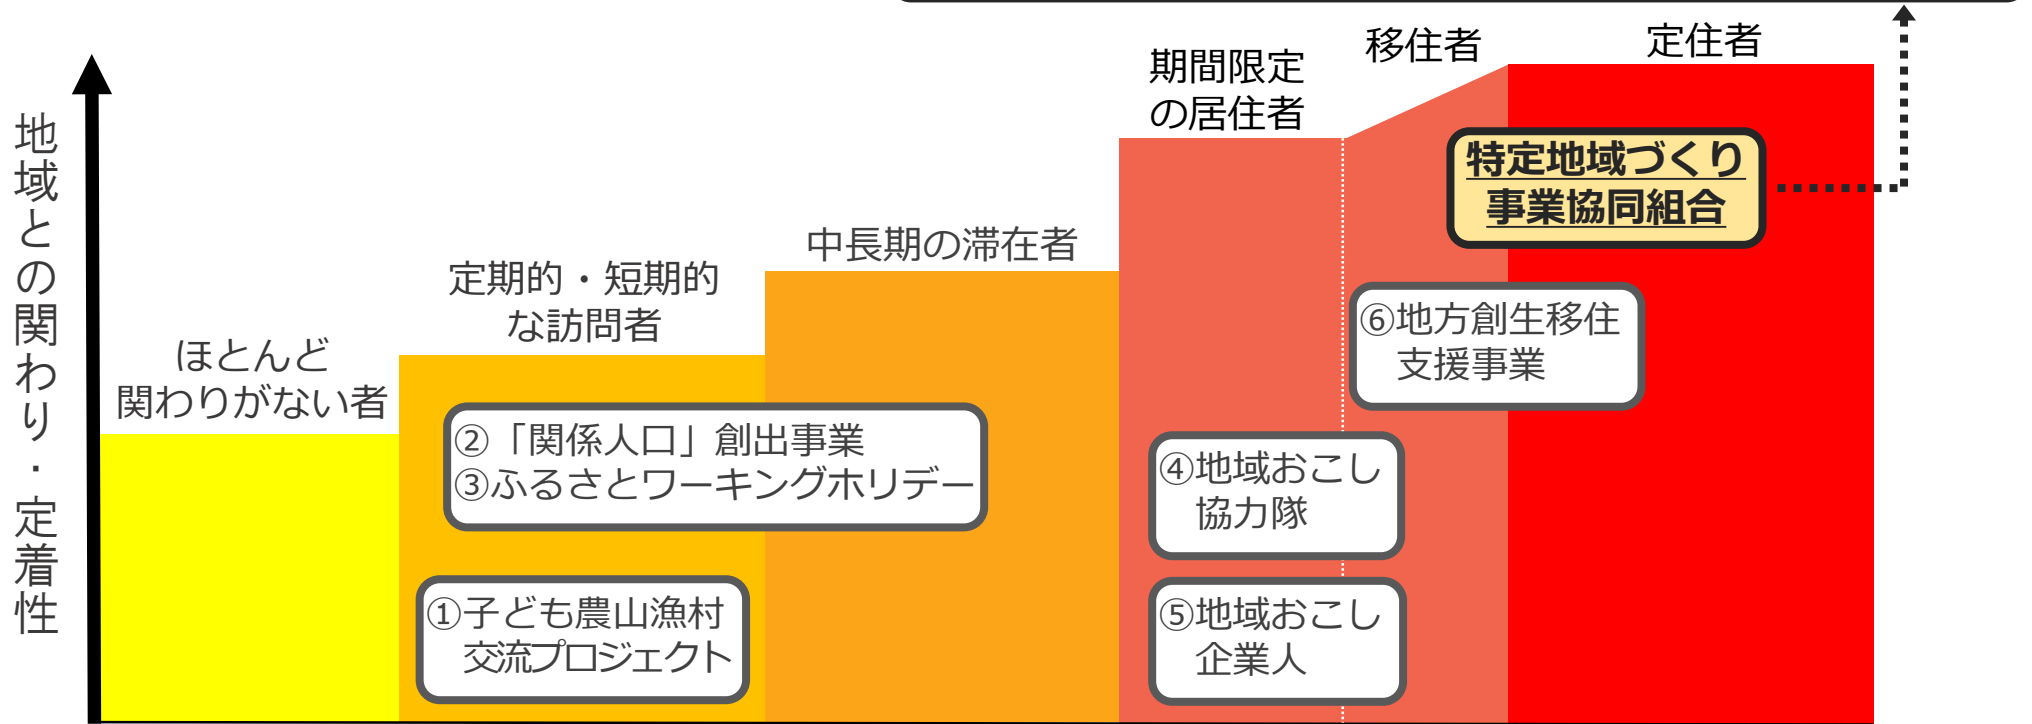 地域との関わり・定着性
ほとんど
関わりがない者
定期的・短期的
な訪問者
中長期の滞在者
期間限定
の居住者
移住者
定住者
特定地域づくり
事業協同組合
⑥地方創生移住
支援事業
②「関係人口」創出事業
③ふるさとワーキングホリデー
④地域おこし
協力隊
①子ども農山漁村
交流プロジェクト
⑤地域おこし
企業人